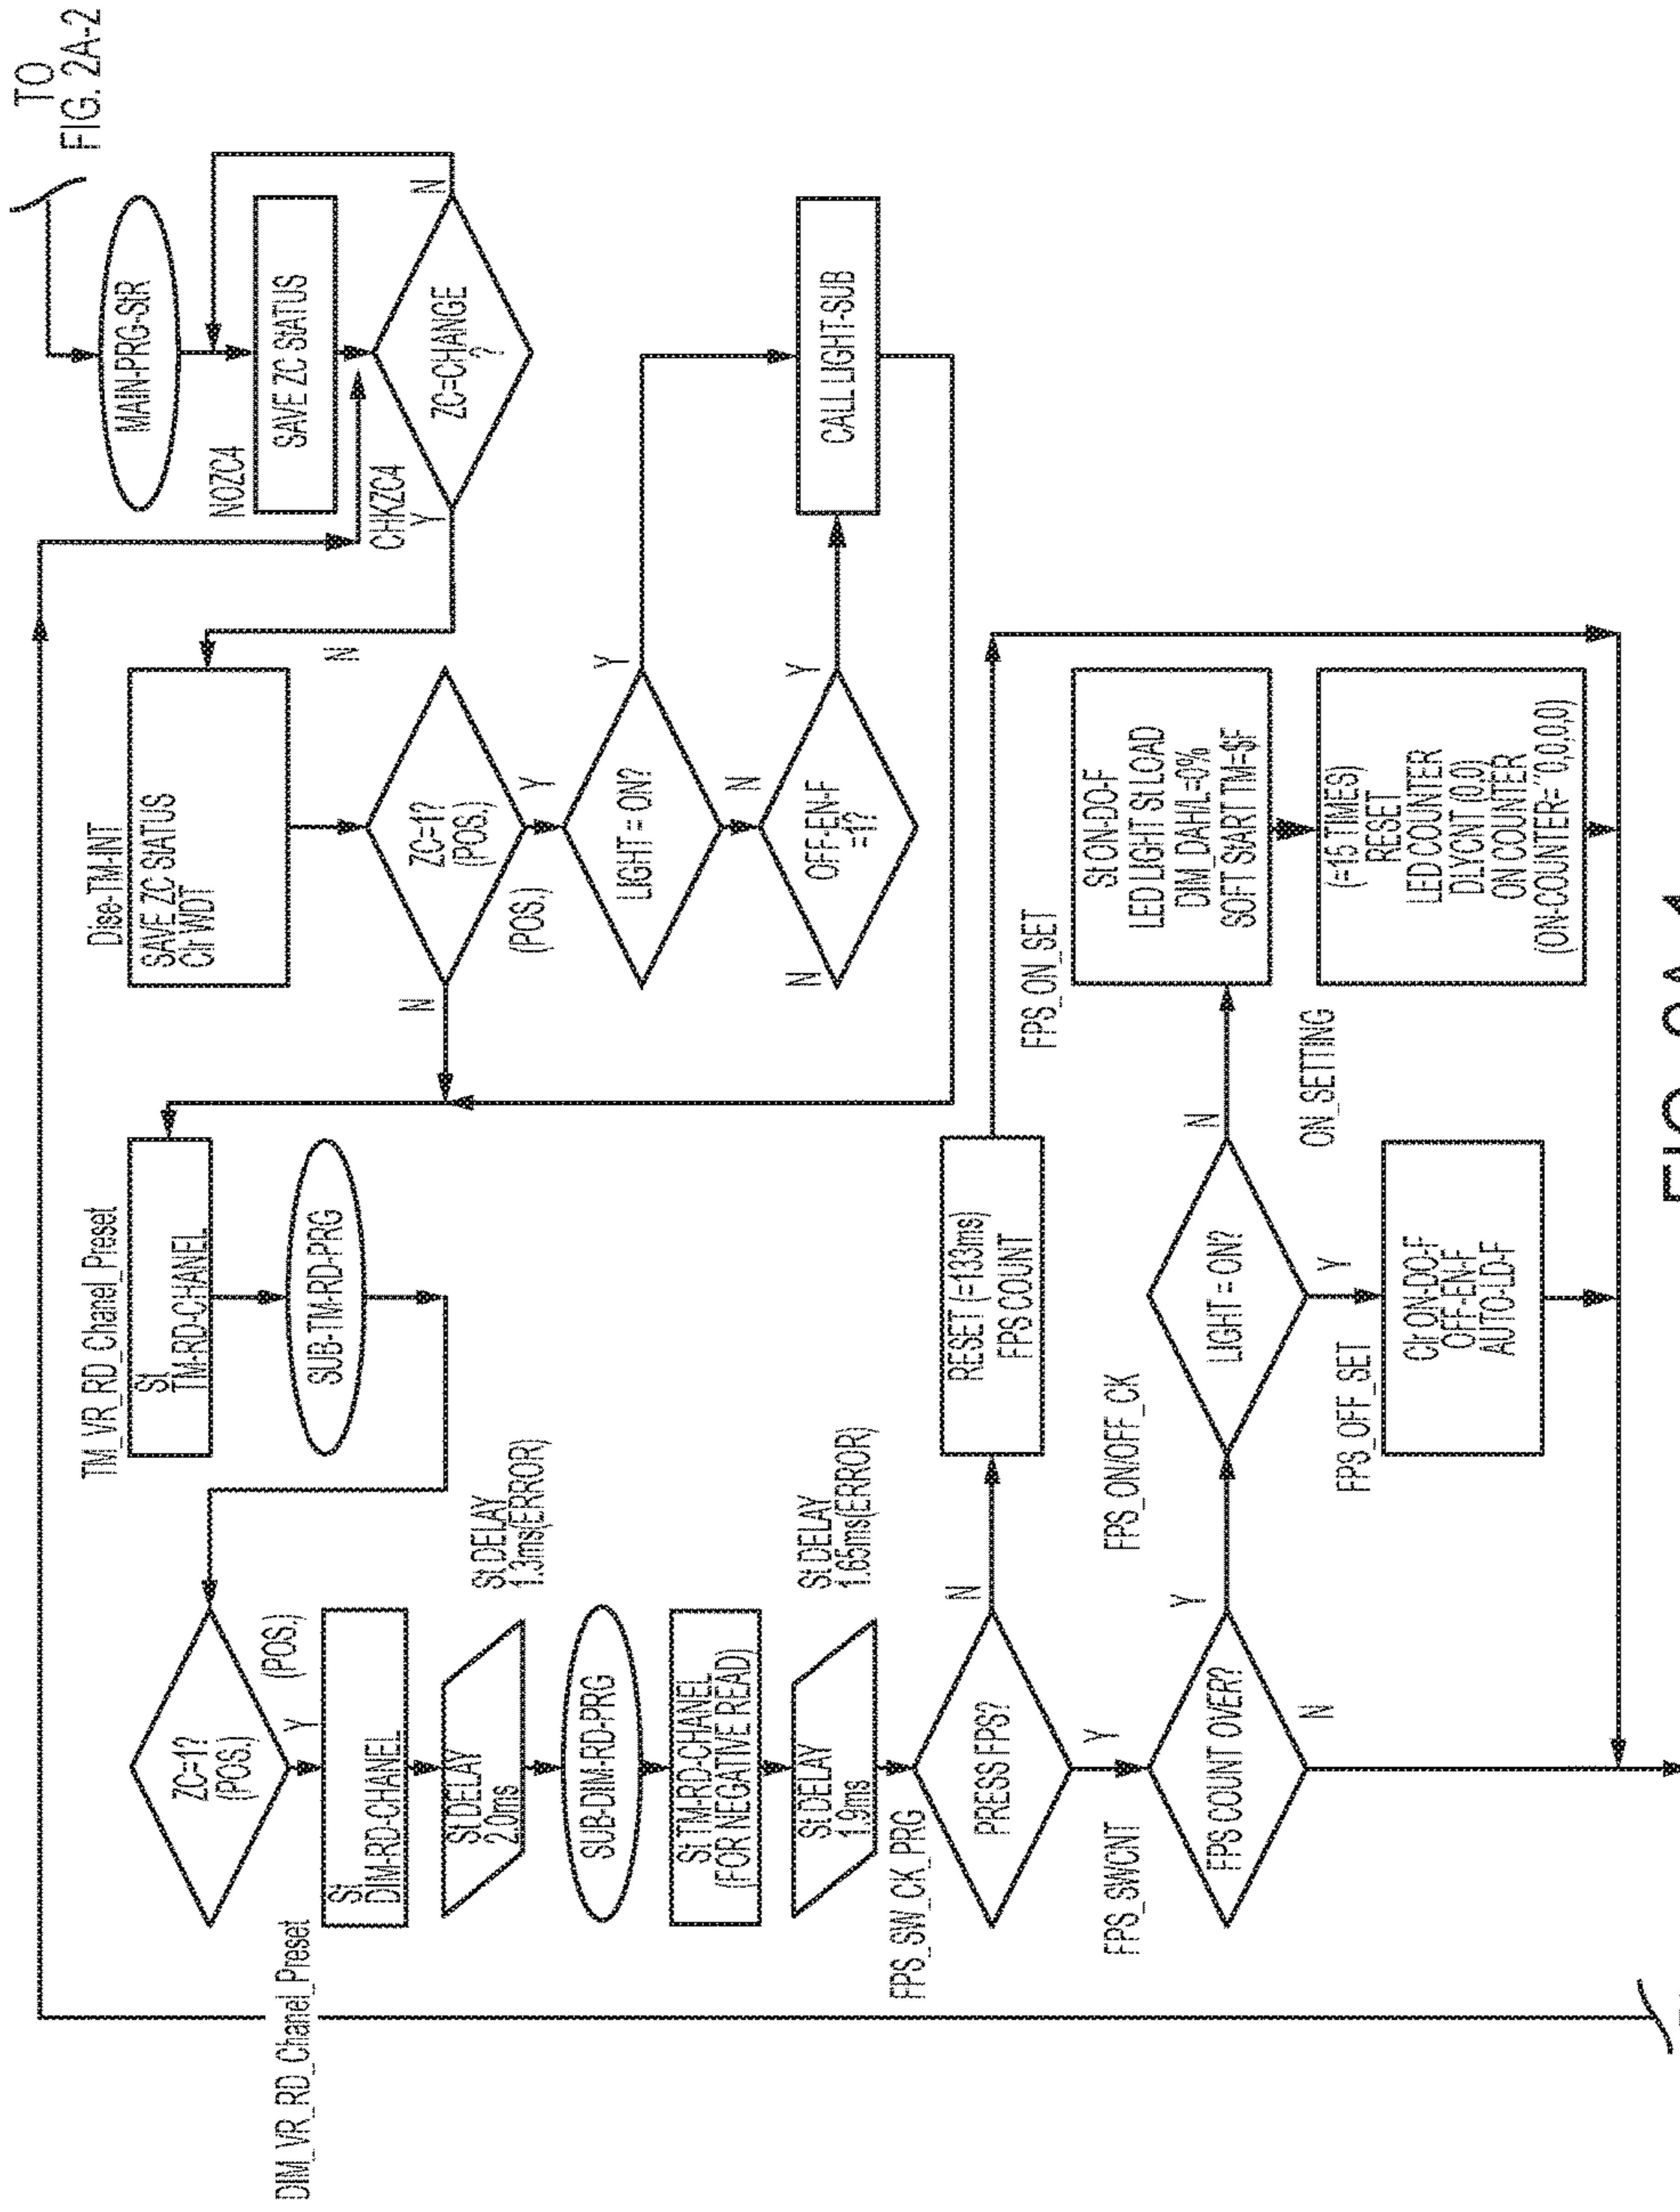 TO
FIG. 2A-2
MAIN-PRG-StR
NOZC4
SAVE ZC StATUS
CHKZC4
ZC=CHANGE
?
N
Y
Dise-TM-INT
SAVE ZC StATUS
Clr WDT
N
ZC=1?
(POS.)
N
Y
(POS.)
LIGHT = ON?
Y
N
OFF-EN-F
=1?
Y
N
CALL LIGHT-SUB
TM_VR_RD_Chanel_Preset
St
TM-RD-CHANEL
SUB-TM-RD-PRG
ZC=1?
(POS.)
Y
(POS.)
DIM_VR_RD_Chanel_Preset
St
DIM-RD-CHANEL
St DELAY
2.0ms
St DELAY
1.3ms(ERROR)
SUB-DIM-RD-PRG
St TM-RD-CHANEL
(FOR NEGATIVE READ)
St DELAY
1.9ms
St DELAY
1.65ms(ERROR)
FPS_SW_CK_PRG
PRESS FPS?
N
Y
RESET (=133ms)
FPS COUNT
FPS_SWCNT
FPS COUNT OVER?
Y
N
FPS_ON/OFF_CK
LIGHT = ON?
N
Y
FPS_ON_SET
St ON-DO-F
LED LIGHT St LOAD
DIM_DAH/L=0%
SOFT StARt TM=$F
ON_SETTING
(=15 TIMES)
RESET
LED COUNTER
DLYCNT (0.0)
ON COUNTER
(ON-COUNTER="0,0,0,0)
FPS_OFF_SET
Clr ON-DO-F
OFF-EN-F
AUTO-LD-F